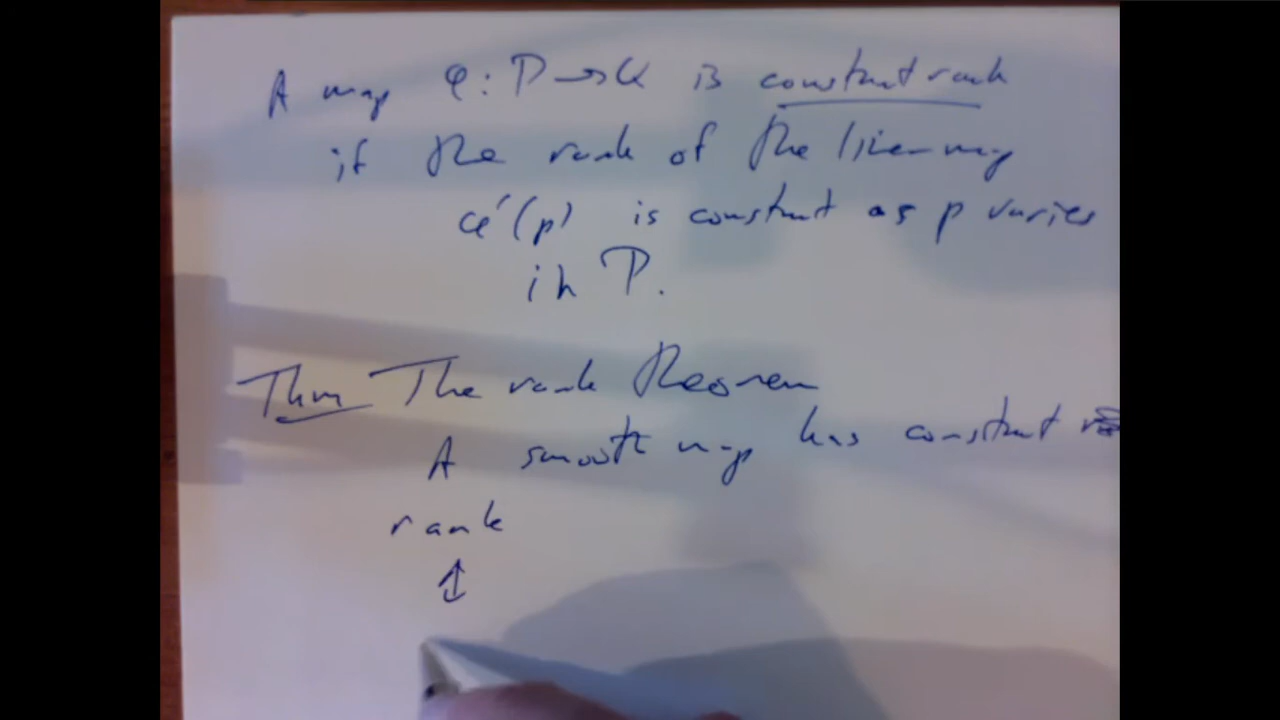 A map φ: P → Q is constant rank
if the rank of the linear map
φ'(p) is constant as p varies
in P.
Thm The rank theorem
A smooth map has constant
rank
⇕